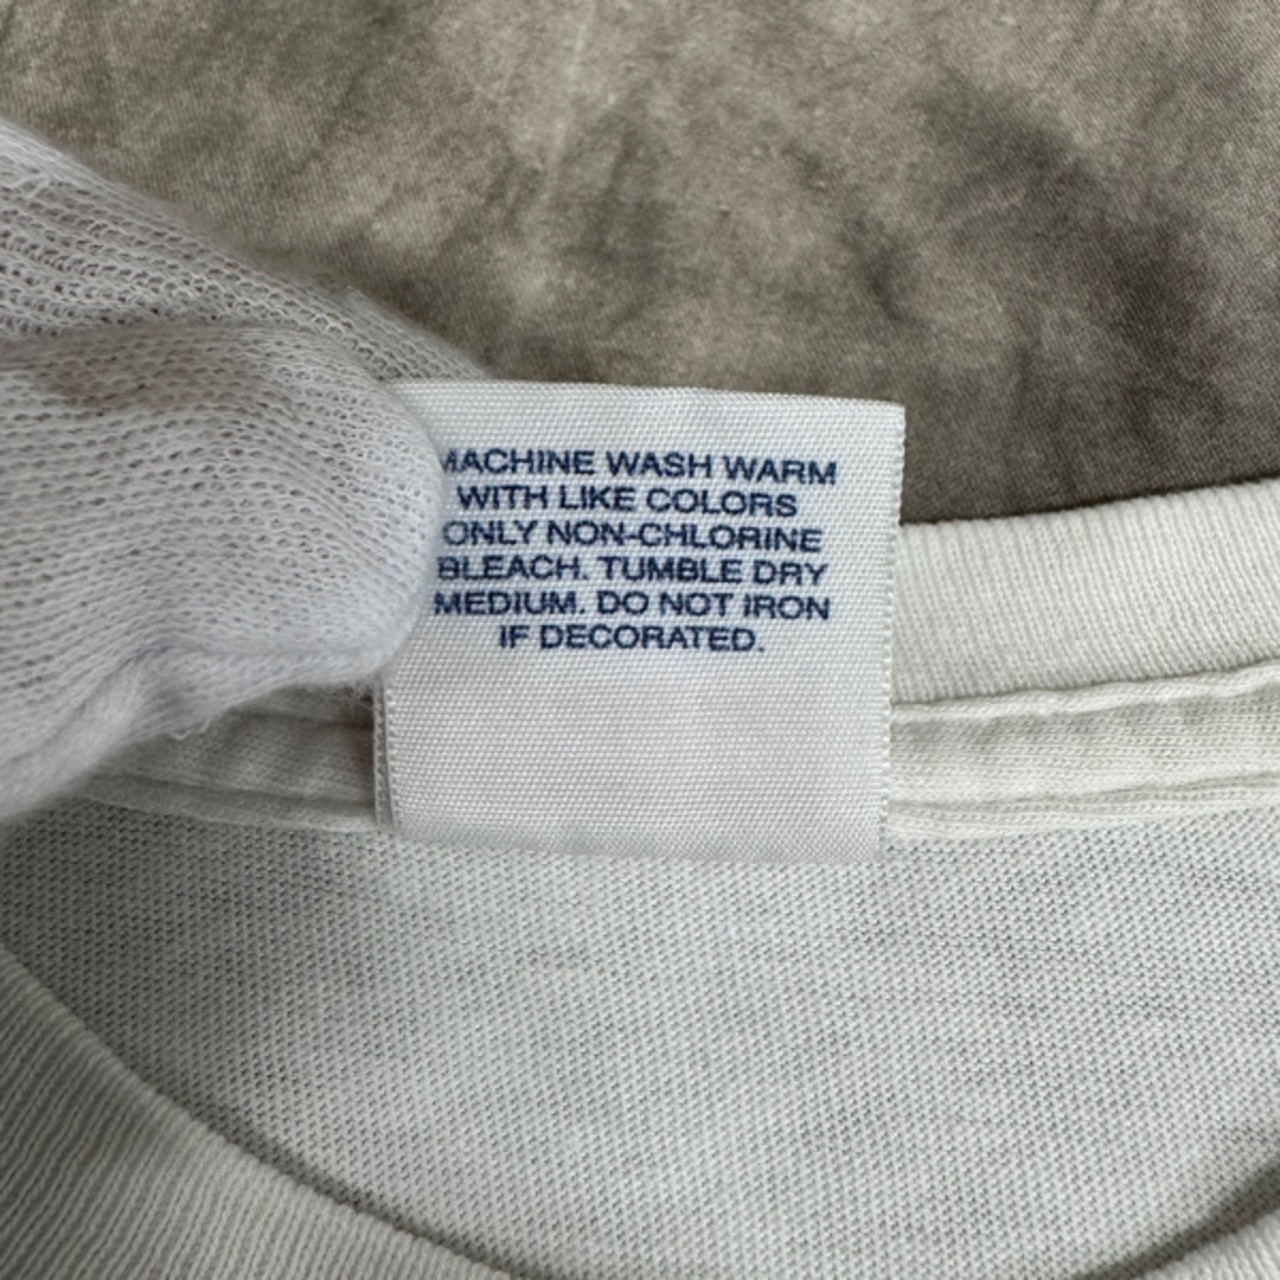 MACHINE WASH WARM
WITH LIKE COLORS
ONLY NON-CHLORINE
BLEACH. TUMBLE DRY
MEDIUM. DO NOT IRON
IF DECORATED.